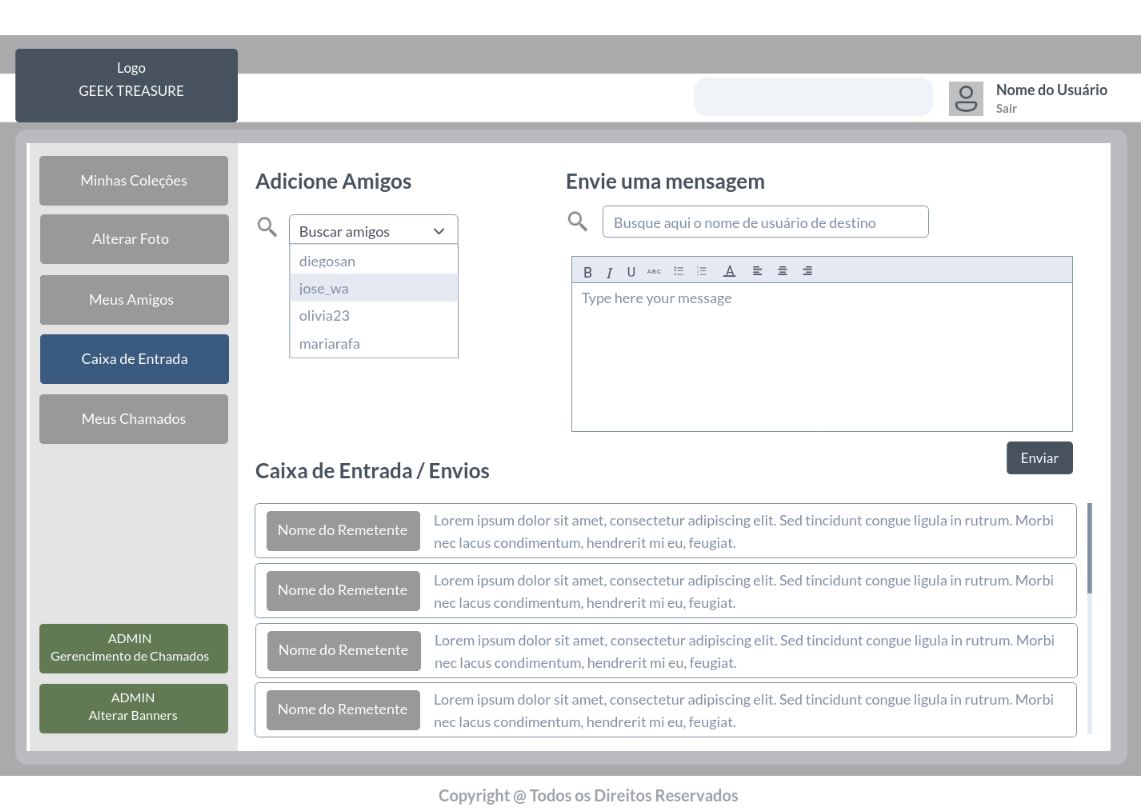 Logo
GEEK TREASURE
Nome do Usuário
Sair
Minhas Coleções
Alterar Foto
Meus Amigos
Caixa de Entrada
Meus Chamados
ADMIN
Gerencimento de Chamados
ADMIN
Alterar Banners
Adicione Amigos
Buscar amigos
diegosan
jose_wa
olivia23
mariarafa
Envie uma mensagem
Busque aqui o nome de usuário de destino
B I U ABC A
Type here your message
Enviar
Caixa de Entrada / Envios
Nome do Remetente
Lorem ipsum dolor sit amet, consectetur adipiscing elit. Sed tincidunt congue ligula in rutrum. Morbi
nec lacus condimentum, hendrerit mi eu, feugiat.
Nome do Remetente
Lorem ipsum dolor sit amet, consectetur adipiscing elit. Sed tincidunt congue ligula in rutrum. Morbi
nec lacus condimentum, hendrerit mi eu, feugiat.
Nome do Remetente
Lorem ipsum dolor sit amet, consectetur adipiscing elit. Sed tincidunt congue ligula in rutrum. Morbi
nec lacus condimentum, hendrerit mi eu, feugiat.
Nome do Remetente
Lorem ipsum dolor sit amet, consectetur adipiscing elit. Sed tincidunt congue ligula in rutrum. Morbi
nec lacus condimentum, hendrerit mi eu, feugiat.
Copyright @ Todos os Direitos Reservados